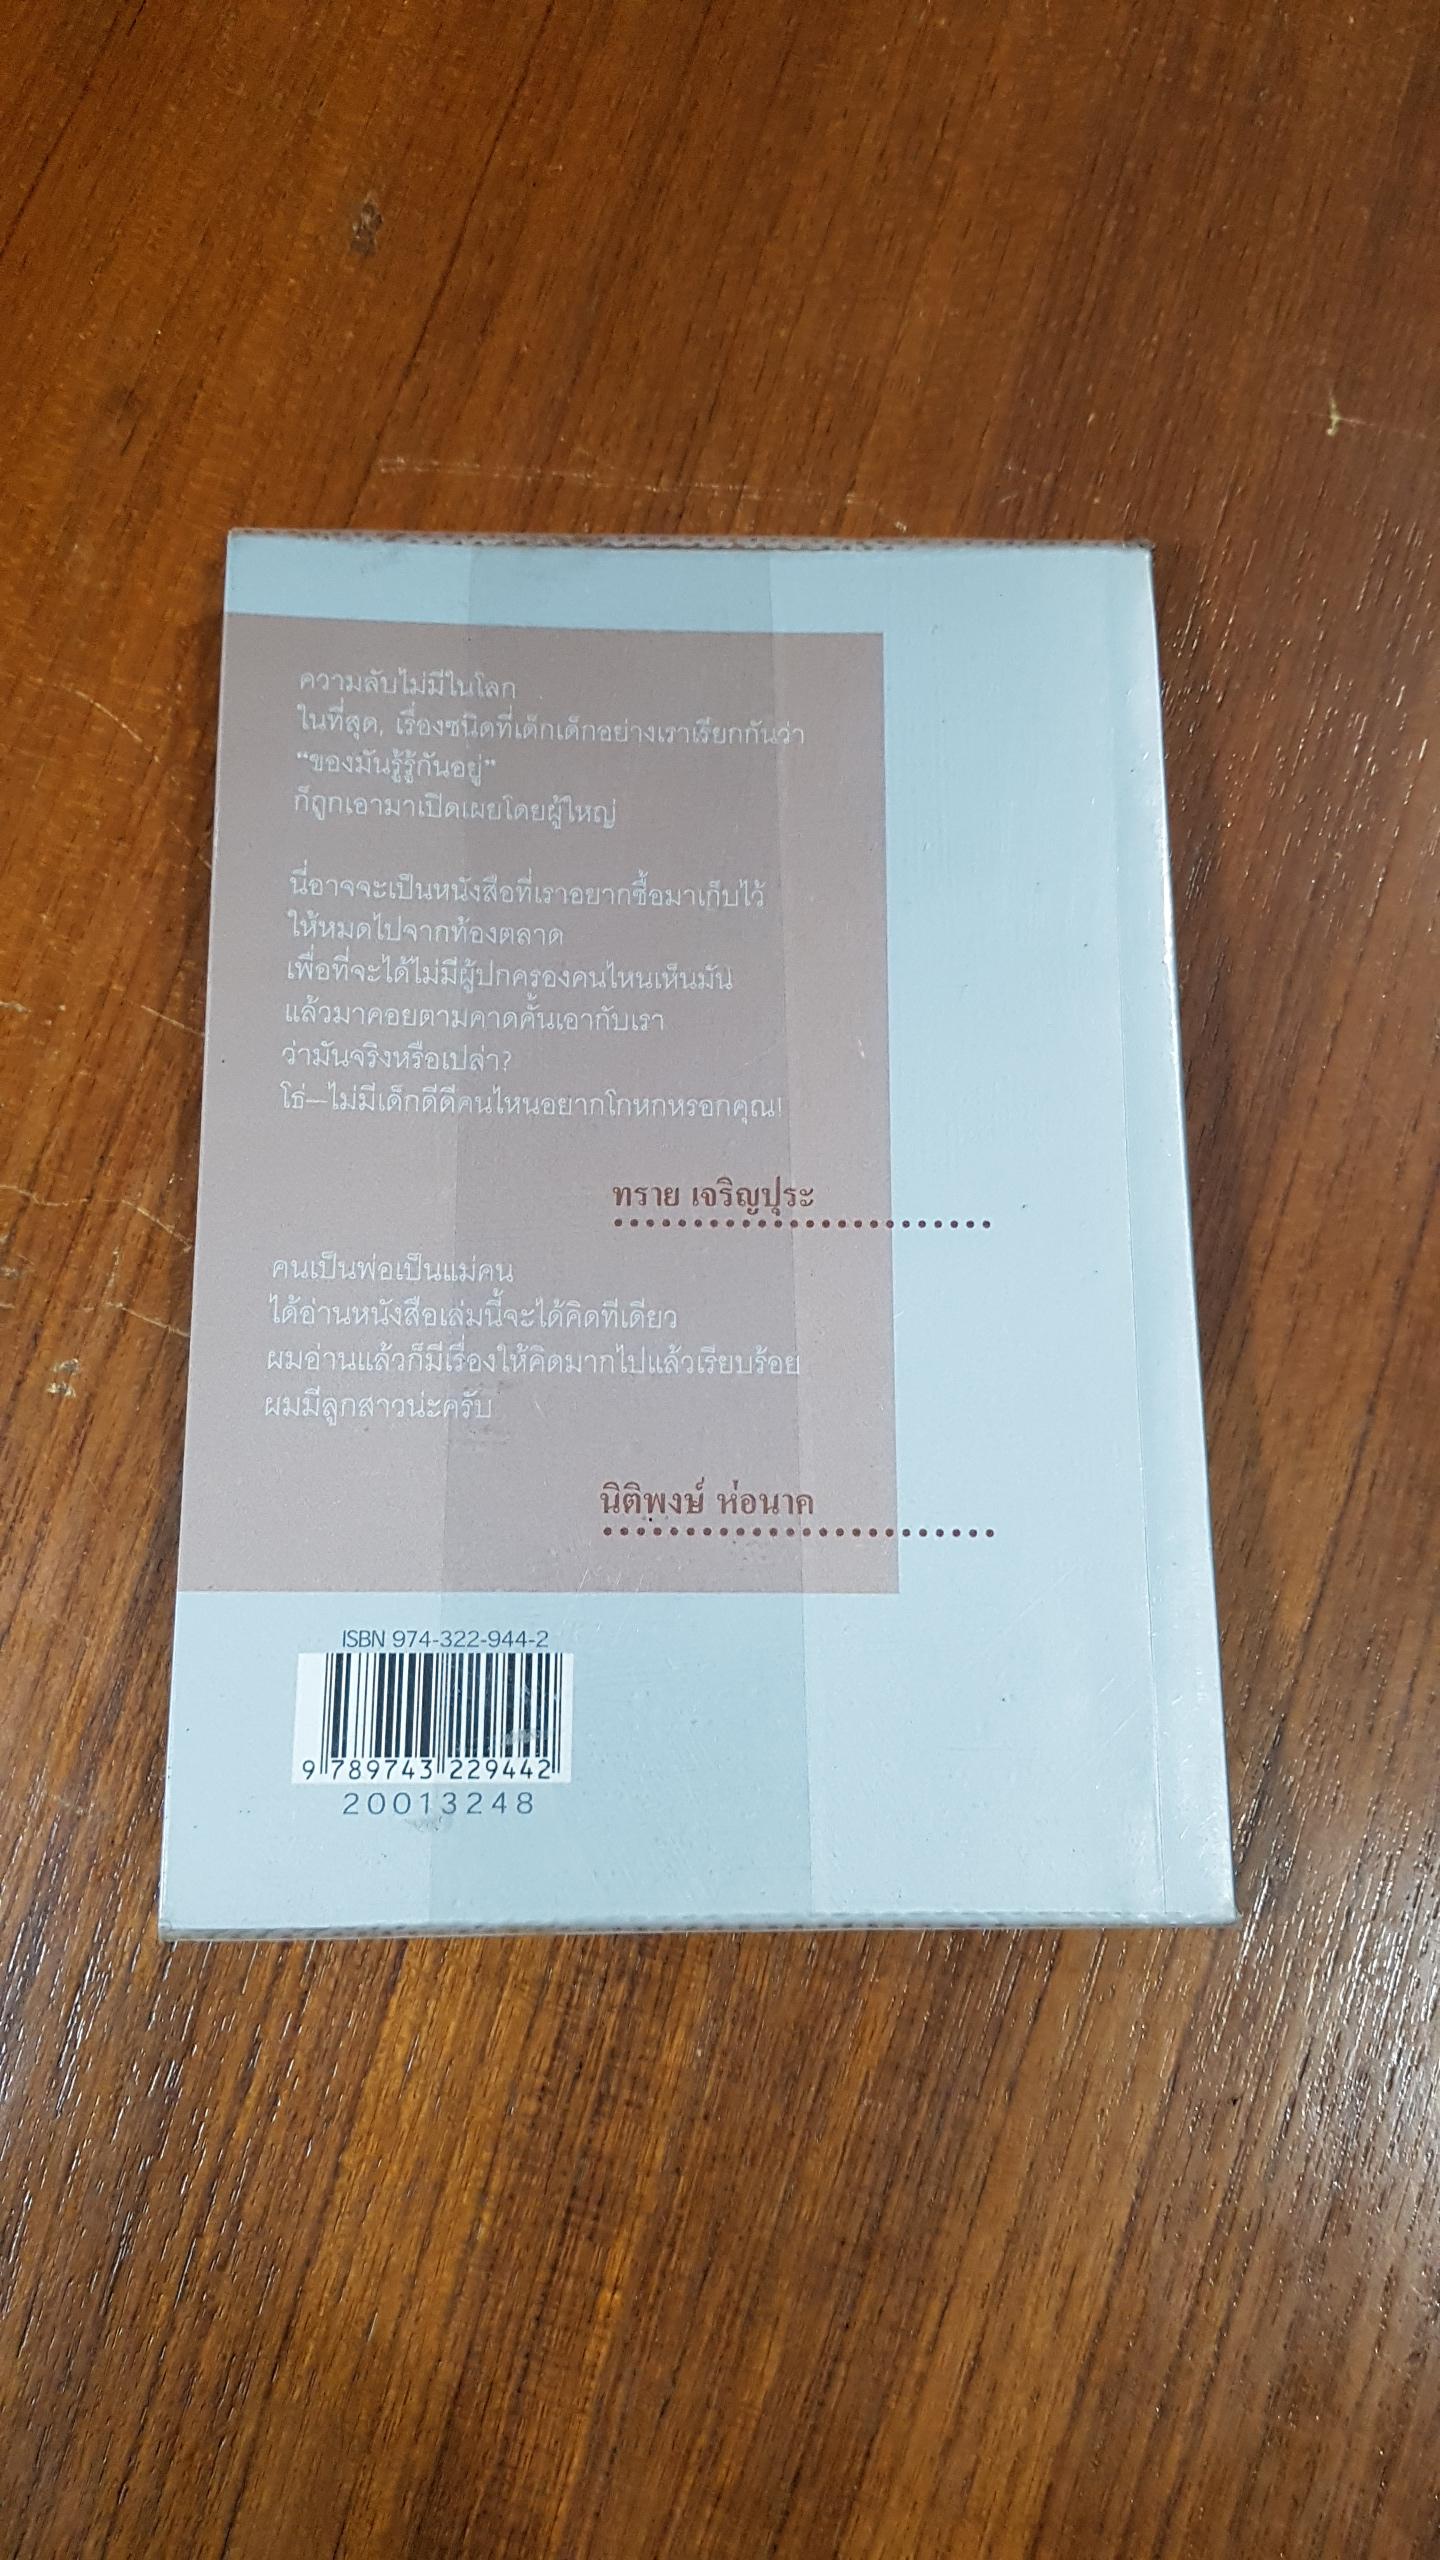 ความลับไม่มีในโลก
ในที่สุด, เรื่องชนิดที่เด็กเด็กอย่างเราเรียกกันว่า
“ของมันรู้รู้กันอยู่”
ก็ถูกเอามาเปิดเผยโดยผู้ใหญ่
นี่อาจจะเป็นหนังสือที่เราอยากซื้อมาเก็บไว้
ให้หมดไปจากท้องตลาด
เพื่อที่จะได้ไม่มีผู้ปกครองคนไหนเห็นมัน
แล้วมาคอยตามคาดคั้นเอากับเรา
ว่ามันจริงหรือเปล่า?
โธ่—ไม่มีเด็กดีดีคนไหนอยากโกหกหรอกคุณ!
ทราย เจริญปุระ
คนเป็นพ่อเป็นแม่คน
ได้อ่านหนังสือเล่มนี้จะได้คิดทีเดียว
ผมอ่านแล้วก็มีเรื่องให้คิดมากไปแล้วเรียบร้อย
ผมมีลูกสาวน่ะครับ
นิติพงษ์ ห่อนาค
ISBN 974-322-944-2
9 789743 229442
20013248